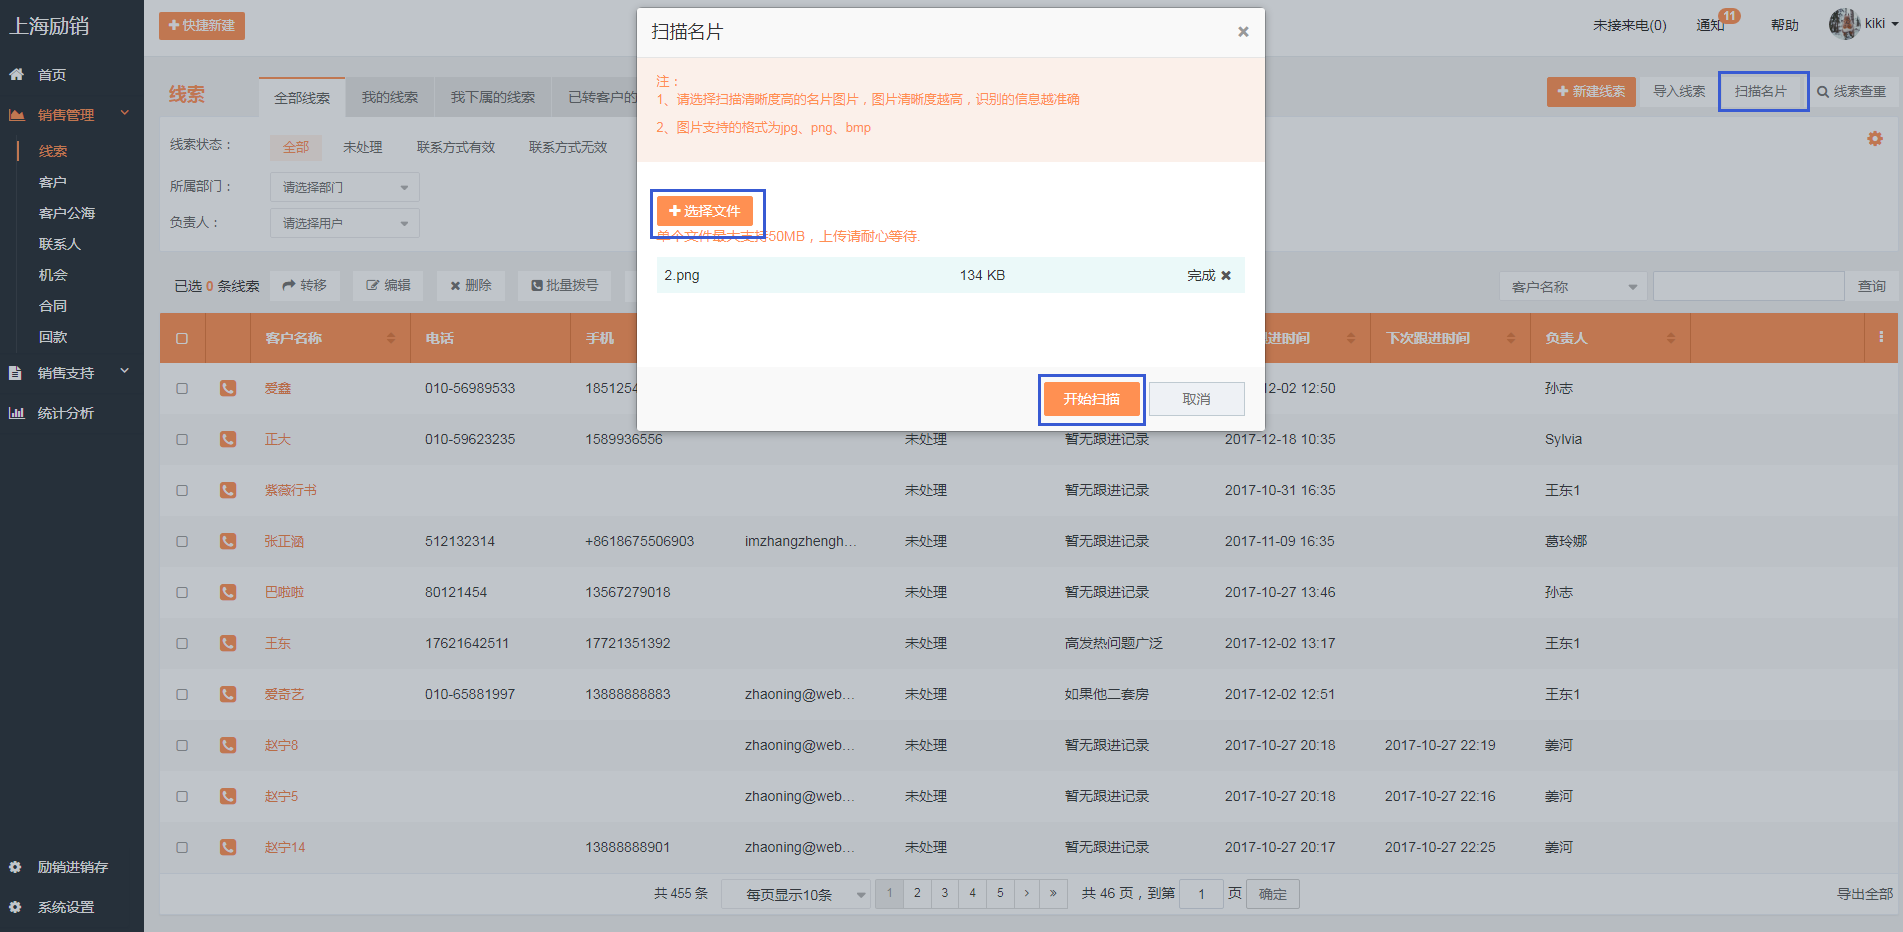 上海励销
首页
销售管理
线索
客户
客户公海
联系人
机会
合同
回款
销售支持
统计分析
励销进销存
系统设置
快捷新建
未接来电(0)
通知 11
帮助
kiki
线索
全部线索 我的线索 我下属的线索 已转客户的
新建线索 导入线索 扫描名片 线索查重
线索状态： 全部 未处理 联系方式有效 联系方式无效
所属部门： 请选择部门
负责人： 请选择用户
已选 0 条线索 转移 编辑 删除 批量拨号
客户名称 查询
扫描名片
注：
1、请选择扫描清晰度高的名片图片，图片清晰度越高，识别的信息越准确
2、图片支持的格式为jpg、png、bmp
选择文件
单个文件最大支持50MB，上传请耐心等待.
2.png 134 KB 完成
开始扫描 取消
客户名称 电话 手机 进时间 下次跟进时间 负责人
爱鑫 010-56989533 1851254 12-02 12:50 孙志
正大 010-59623235 1589936556 未处理 暂无跟进记录 2017-12-18 10:35 Sylvia
紫薇行书 未处理 暂无跟进记录 2017-10-31 16:35 王东1
张正涵 512132314 +8618675506903 imzhangzhengh... 未处理 暂无跟进记录 2017-11-09 16:35 葛玲娜
巴啦啦 80121454 13567279018 未处理 暂无跟进记录 2017-10-27 13:46 孙志
王东 17621642511 17721351392 未处理 高发热问题广泛 2017-12-02 13:17 王东1
爱奇艺 010-65881997 13888888883 zhaoning@web... 未处理 如果他二套房 2017-12-02 12:51 王东1
赵宁8 zhaoning@web... 未处理 暂无跟进记录 2017-10-27 20:18 2017-10-27 22:19 姜河
赵宁5 zhaoning@web... 未处理 暂无跟进记录 2017-10-27 20:18 2017-10-27 22:16 姜河
赵宁14 13888888901 zhaoning@web... 未处理 暂无跟进记录 2017-10-27 20:17 2017-10-27 22:25 姜河
共 455 条 每页显示10条 1 2 3 4 5 › » 共 46 页，到第 1 页 确定
导出全部